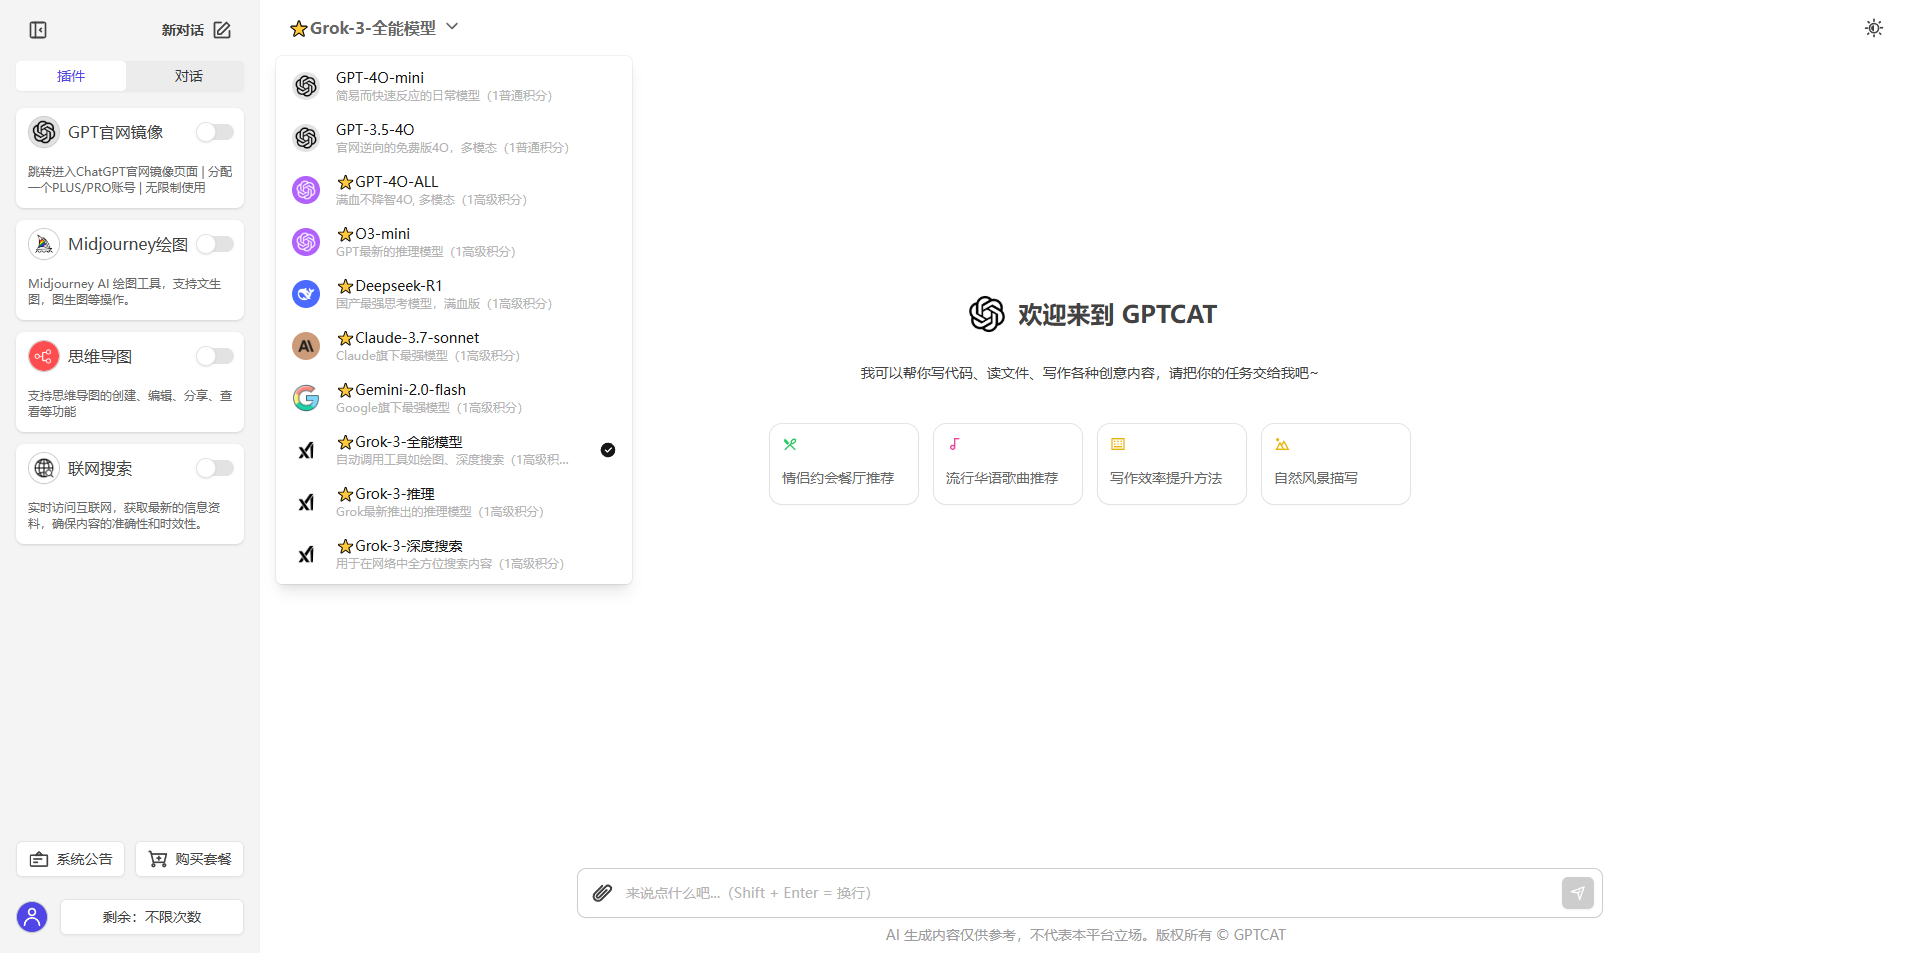 新对话
插件
对话
GPT官网镜像
跳转进入ChatGPT官网镜像页面 | 分配
一个PLUS/PRO账号 | 无限制使用
Midjourney绘图
Midjourney AI 绘图工具，支持文生
图，图生图等操作。
思维导图
支持思维导图的创建、编辑、分享、查
看等功能
联网搜索
实时访问互联网，获取最新的信息资
料，确保内容的准确性和时效性。
系统公告
购买套餐
剩余：不限次数
⭐Grok-3-全能模型
GPT-4O-mini
简易而快速反应的日常模型（1普通积分）
GPT-3.5-4O
官网逆向的免费版4O，多模态（1普通积分）
⭐GPT-4O-ALL
满血不降智4O, 多模态（1高级积分）
⭐O3-mini
GPT最新的推理模型（1高级积分）
⭐Deepseek-R1
国产最强思考模型，满血版（1高级积分）
⭐Claude-3.7-sonnet
Claude旗下最强模型（1高级积分）
⭐Gemini-2.0-flash
Google旗下最强模型（1高级积分）
⭐Grok-3-全能模型
自动调用工具如绘图、深度搜索（1高级积...
⭐Grok-3-推理
Grok最新推出的推理模型（1高级积分）
⭐Grok-3-深度搜索
用于在网络中全方位搜索内容（1高级积分）
欢迎来到 GPTCAT
我可以帮你写代码、读文件、写作各种创意内容，请把你的任务交给我吧~
情侣约会餐厅推荐
流行华语歌曲推荐
写作效率提升方法
自然风景描写
来说点什么吧...（Shift + Enter = 换行）
AI 生成内容仅供参考，不代表本平台立场。版权所有 © GPTCAT